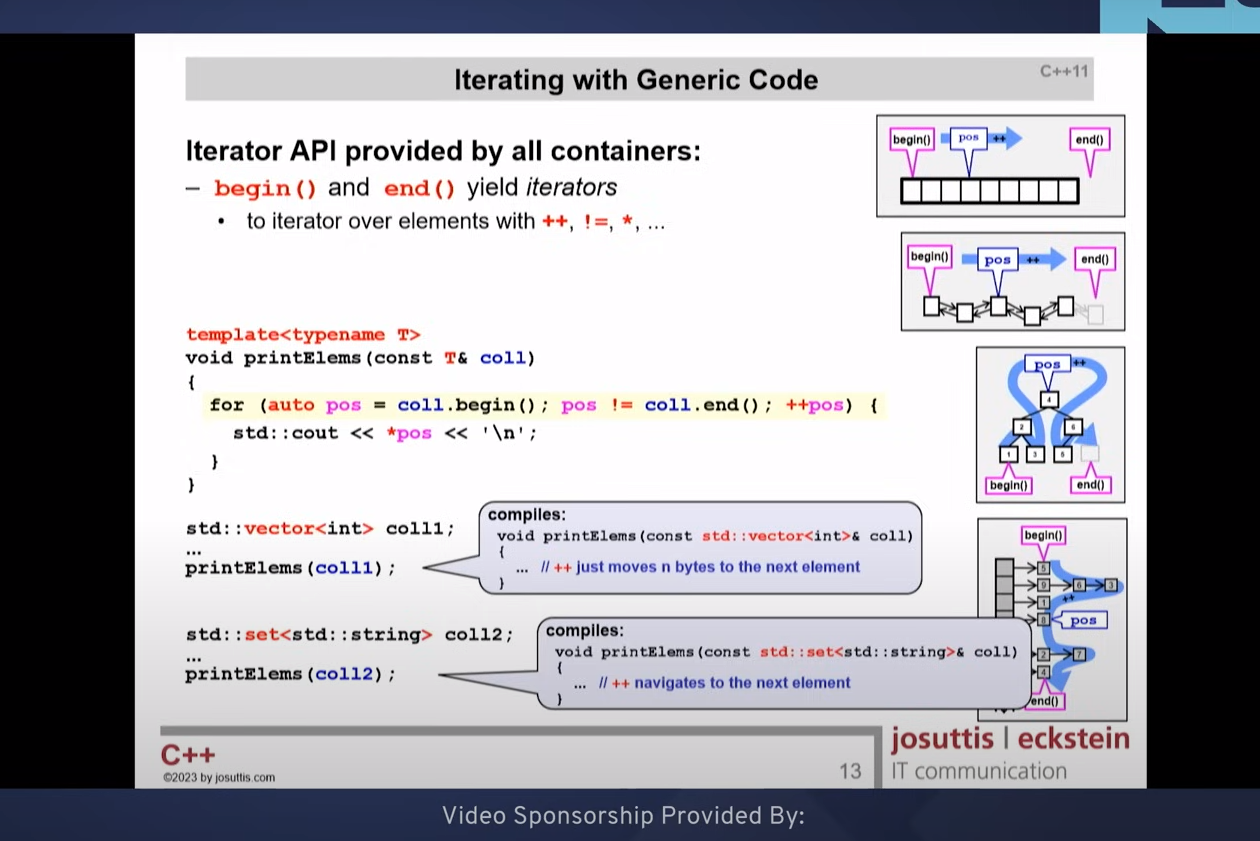 Iterating with Generic Code
C++11
Iterator API provided by all containers:
– begin() and end() yield iterators
• to iterator over elements with ++, !=, *, ...
template<typename T>
void printElems(const T& coll)
{
for (auto pos = coll.begin(); pos != coll.end(); ++pos) {
std::cout << *pos << '\n';
}
}
std::vector<int> coll1;
...
printElems(coll1);
compiles:
void printElems(const std::vector<int>& coll)
{
... // ++ just moves n bytes to the next element
}
std::set<std::string> coll2;
...
printElems(coll2);
compiles:
void printElems(const std::set<std::string>& coll)
{
... // ++ navigates to the next element
}
begin() pos ++ end()
begin() pos ++ end()
pos ++
4
2 6
1 3 5
begin() end()
begin()
5
9 6 3
1 ++
8 pos
2 7
4
end()
C++
©2023 by josuttis.com
13
josuttis | eckstein
IT communication
Video Sponsorship Provided By: